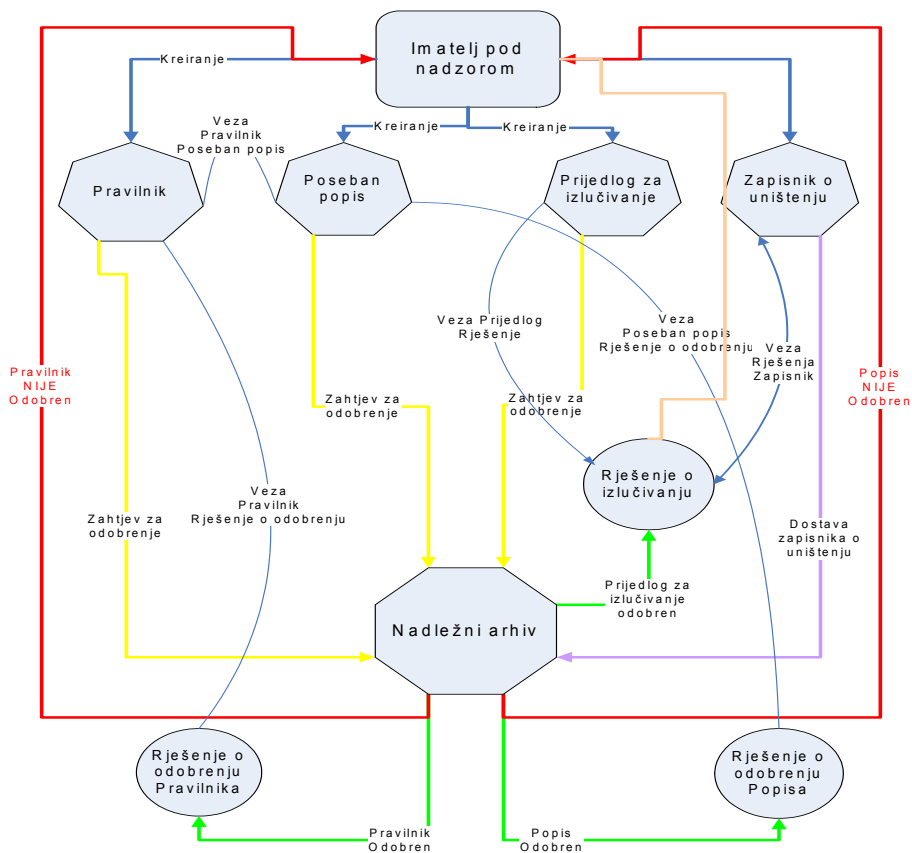 Imatelj pod
nadzorom
Kreiranje
Kreiranje
Kreiranje
Veza
Pravilnik
Poseban popis
Pravilnik
Poseban
popis
Prijedlog za
izlučivanje
Zapisnik o
uništenju
Veza Prijedlog
Rješenje
Veza
Poseban popis
Rješenje o odobrenju
Veza
Rješenja
Zapisnik
Pravilnik
NIJE
Odobren
Popis
NIJE
Odobren
Zahtjev za
odobrenje
Zahtjev za
odobrenje
Rješenje o
izlučivanju
Veza
Pravilnik
Rješenje o odobrenju
Zahtjev za
odobrenje
Dostava
zapisnika o
uništenju
Prijedlog za
izlučivanje
odobren
Nadležni arhiv
Rješenje o
odobrenju
Pravilnika
Rješenje o
odobrenju
Popisa
Pravilnik
Odobren
Popis
Odobren